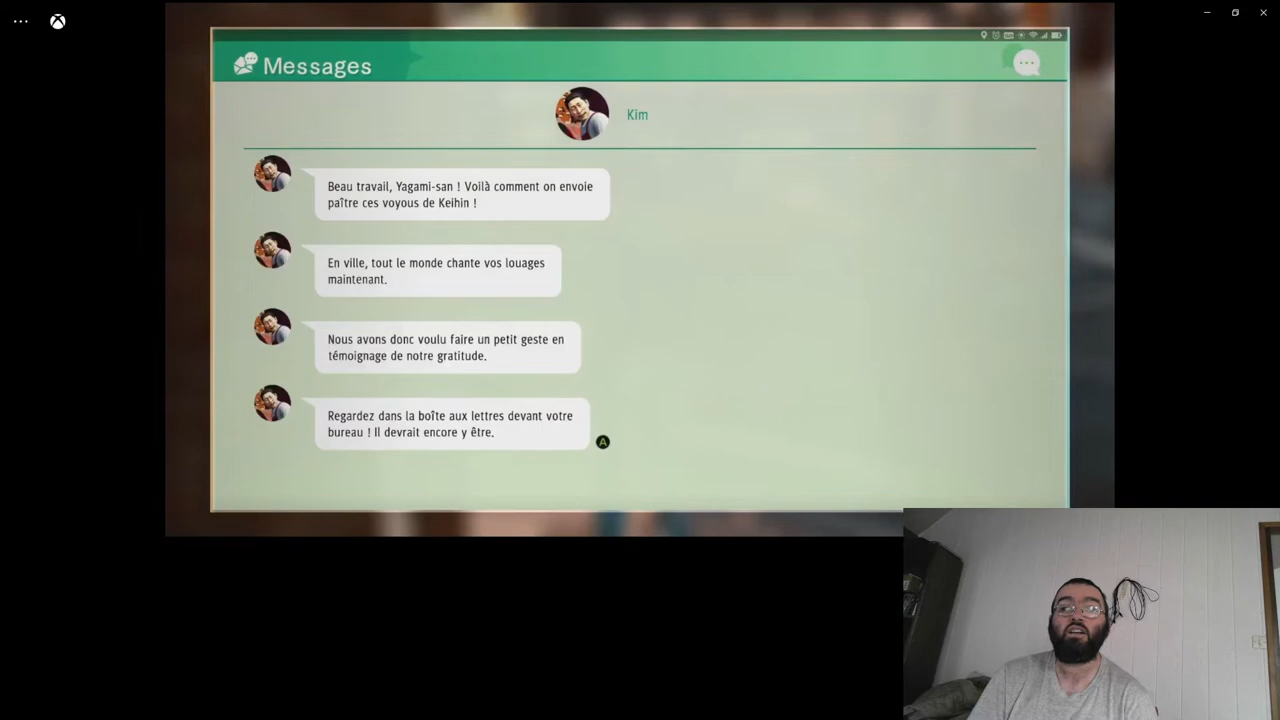 Messages
Kim
Beau travail, Yagami-san ! Voilà comment on envoie
paître ces voyous de Keihin !
En ville, tout le monde chante vos louages
maintenant.
Nous avons donc voulu faire un petit geste en
témoignage de notre gratitude.
Regardez dans la boîte aux lettres devant votre
bureau ! Il devrait encore y être.
A